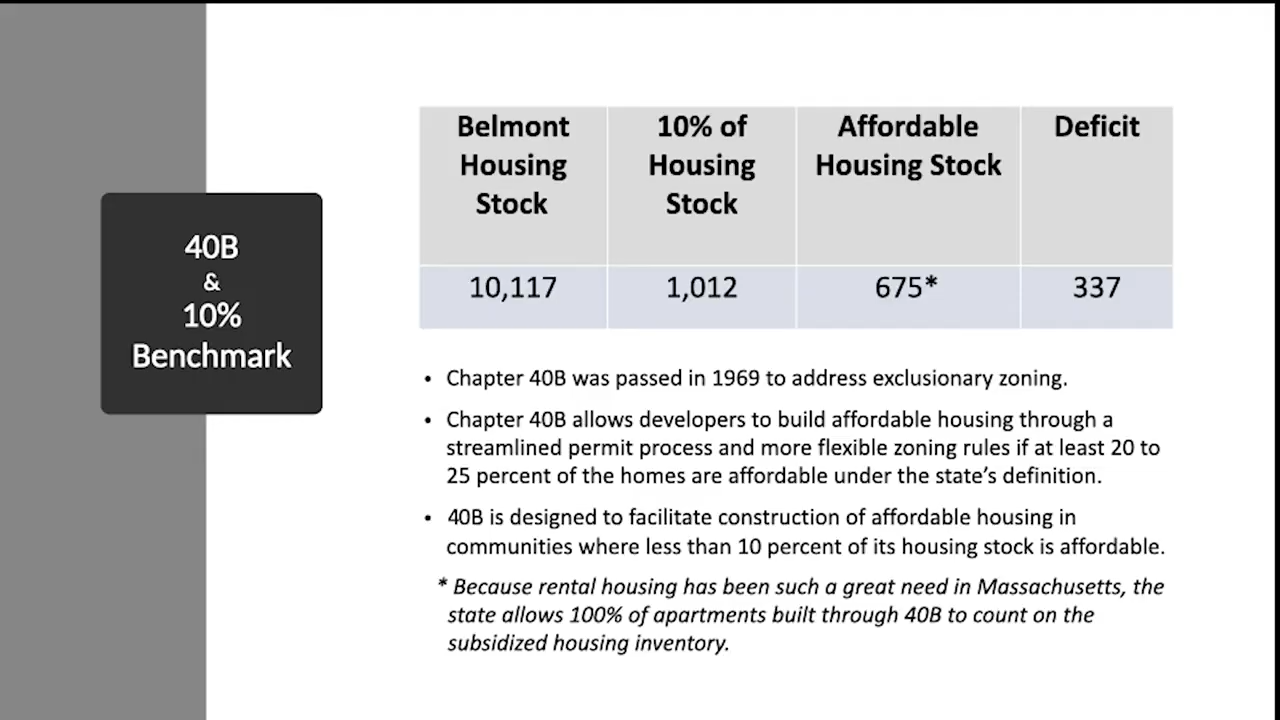 40B
&
10%
Benchmark
Belmont Housing Stock
10% of Housing Stock
Affordable Housing Stock
Deficit
10,117
1,012
675*
337
• Chapter 40B was passed in 1969 to address exclusionary zoning.
• Chapter 40B allows developers to build affordable housing through a
streamlined permit process and more flexible zoning rules if at least 20 to
25 percent of the homes are affordable under the state's definition.
• 40B is designed to facilitate construction of affordable housing in
communities where less than 10 percent of its housing stock is affordable.
* Because rental housing has been such a great need in Massachusetts, the
state allows 100% of apartments built through 40B to count on the
subsidized housing inventory.